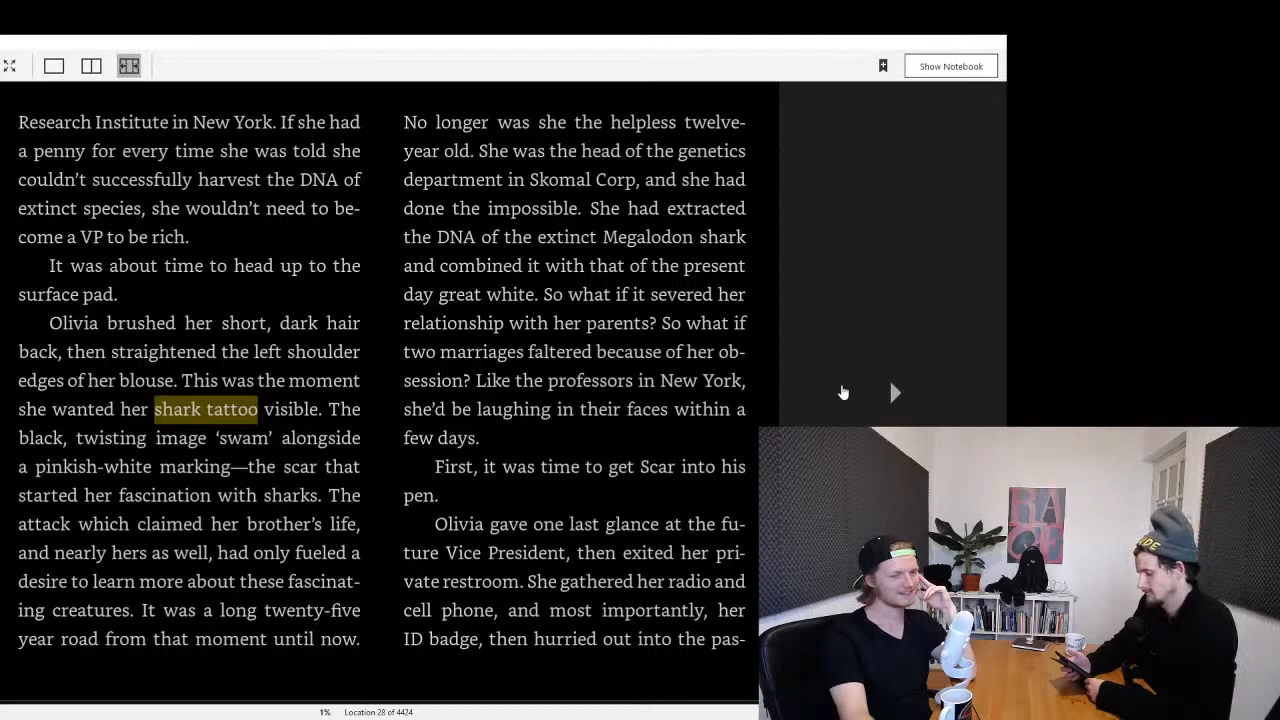 Show Notebook
Research Institute in New York. If she had
a penny for every time she was told she
couldn’t successfully harvest the DNA of
extinct species, she wouldn’t need to be-
come a VP to be rich.
It was about time to head up to the
surface pad.
Olivia brushed her short, dark hair
back, then straightened the left shoulder
edges of her blouse. This was the moment
she wanted her shark tattoo visible. The
black, twisting image ‘swam’ alongside
a pinkish-white marking—the scar that
started her fascination with sharks. The
attack which claimed her brother’s life,
and nearly hers as well, had only fueled a
desire to learn more about these fascinat-
ing creatures. It was a long twenty-five
year road from that moment until now.
No longer was she the helpless twelve-
year old. She was the head of the genetics
department in Skomal Corp, and she had
done the impossible. She had extracted
the DNA of the extinct Megalodon shark
and combined it with that of the present
day great white. So what if it severed her
relationship with her parents? So what if
two marriages faltered because of her ob-
session? Like the professors in New York,
she’d be laughing in their faces within a
few days.
First, it was time to get Scar into his
pen.
Olivia gave one last glance at the fu-
ture Vice President, then exited her pri-
vate restroom. She gathered her radio and
cell phone, and most importantly, her
ID badge, then hurried out into the pas-
1% Location 28 of 4424
RA
GE